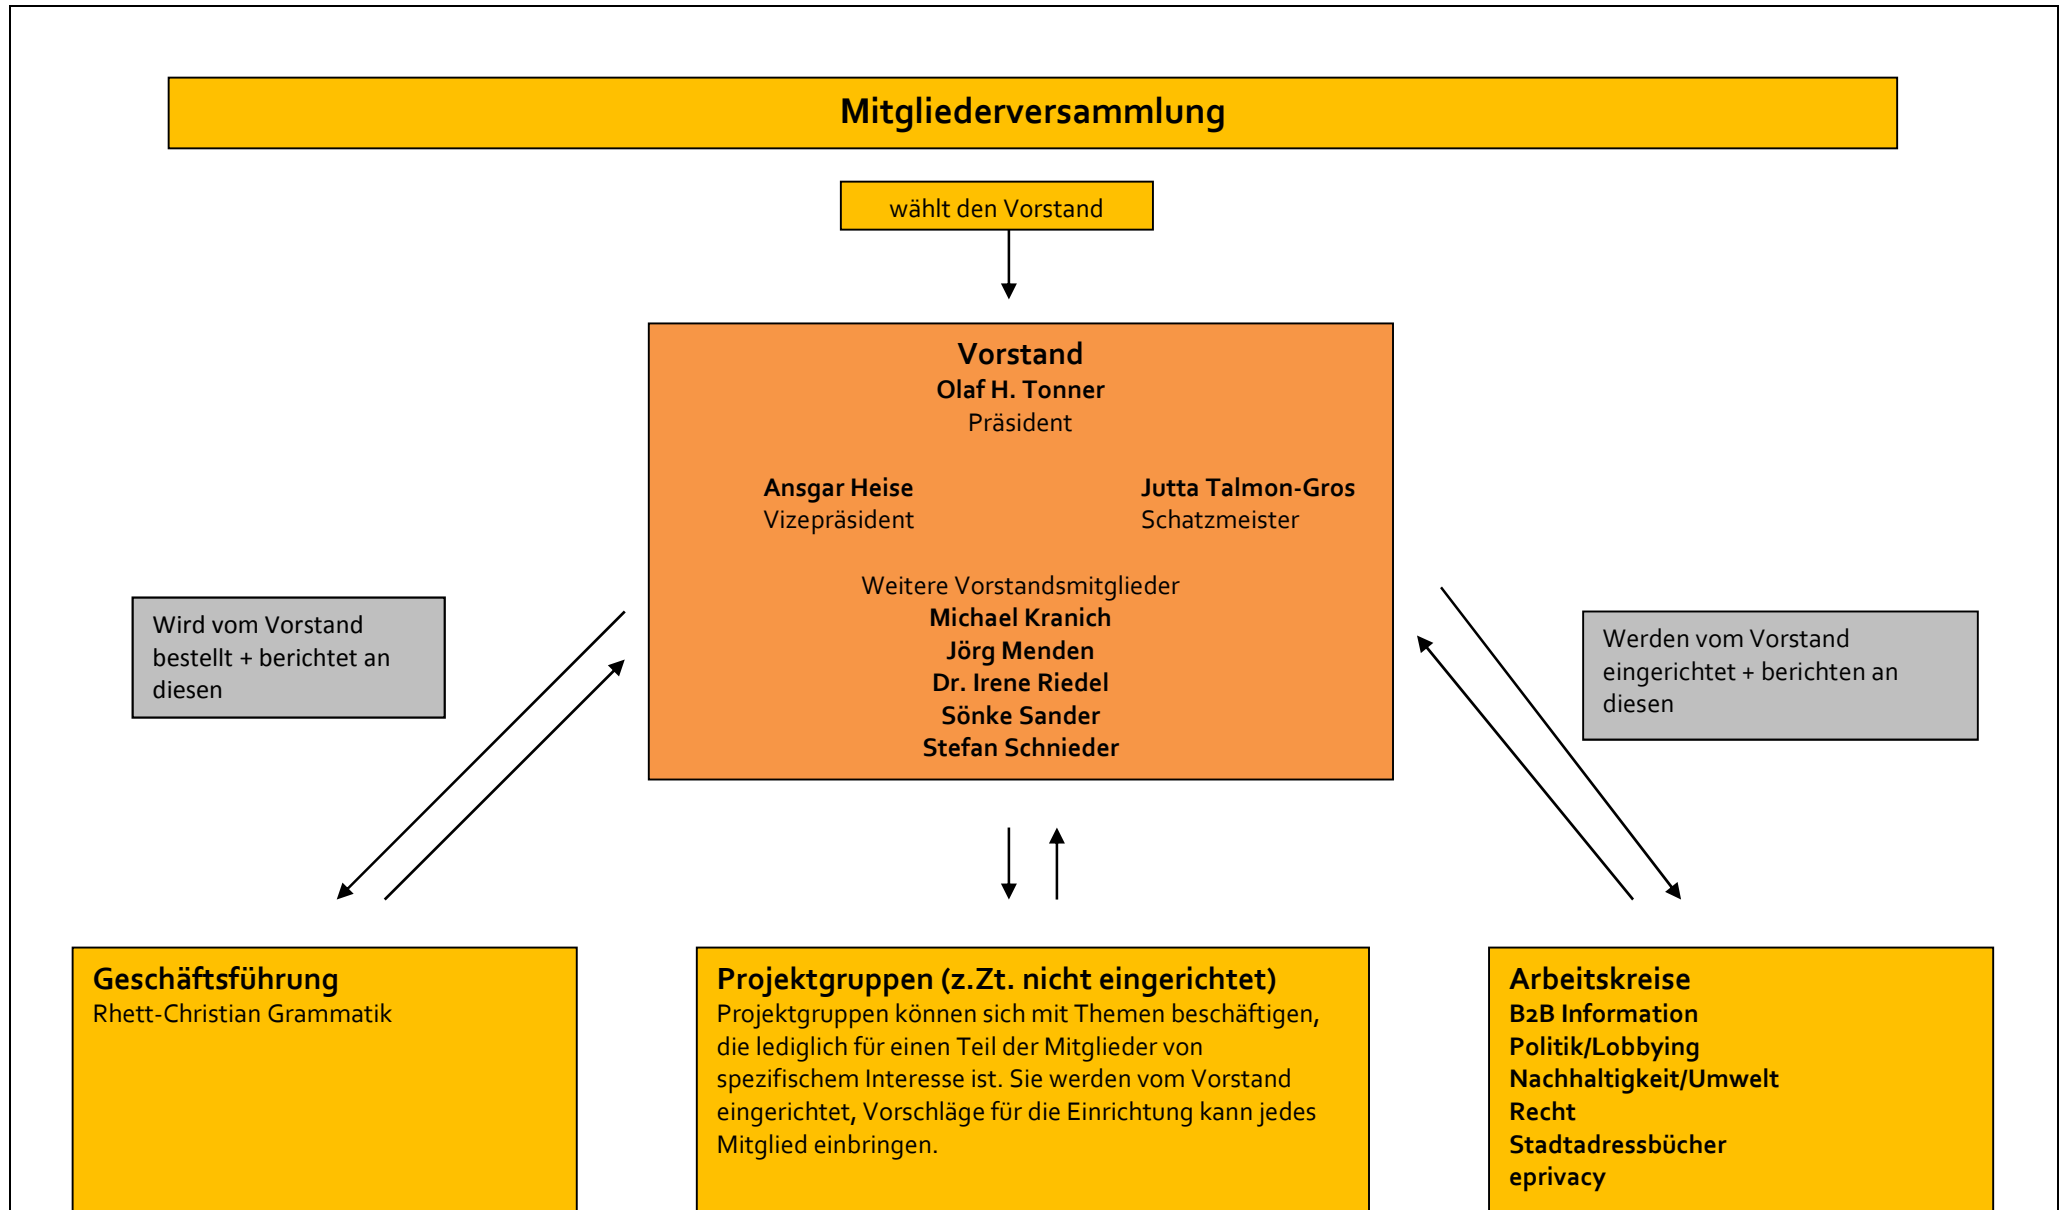 Mitgliederversammlung
wählt den Vorstand
Vorstand
Olaf H. Tonner
Präsident
Ansgar Heise
Vizepräsident
Jutta Talmon-Gros
Schatzmeister
Weitere Vorstandsmitglieder
Michael Kranich
Jörg Menden
Dr. Irene Riedel
Sönke Sander
Stefan Schnieder
Wird vom Vorstand
bestellt + berichtet an
diesen
Werden vom Vorstand
eingerichtet + berichten an
diesen
Geschäftsführung
Rhett-Christian Grammatik
Projektgruppen (z.Zt. nicht eingerichtet)
Projektgruppen können sich mit Themen beschäftigen,
die lediglich für einen Teil der Mitglieder von
spezifischem Interesse ist. Sie werden vom Vorstand
eingerichtet, Vorschläge für die Einrichtung kann jedes
Mitglied einbringen.
Arbeitskreise
B2B Information
Politik/Lobbying
Nachhaltigkeit/Umwelt
Recht
Stadtadressbücher
eprivacy